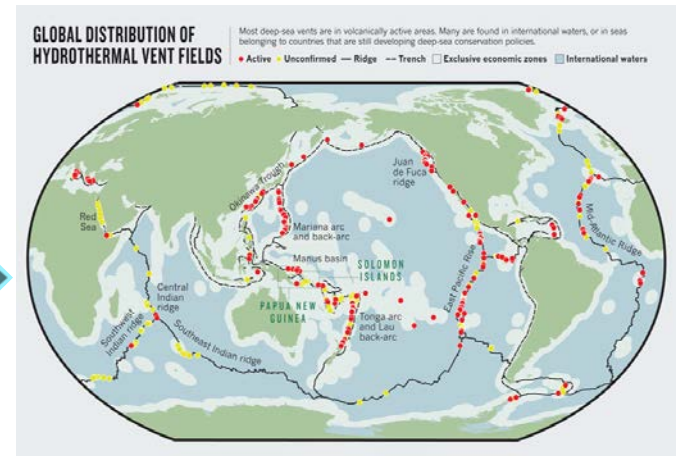 GLOBAL DISTRIBUTION OF
HYDROTHERMAL VENT FIELDS
Most deep-sea vents are in volcanically active areas. Many are found in international waters, or in seas
belonging to countries that are still developing deep-sea conservation policies.
Active Unconfirmed Ridge Trench Exclusive economic zones International waters
Juan
de Fuca
ridge
Okinawa Trough
Red
Sea
Mid-Atlantic Ridge
Mariana arc
and back-arc
Manus basin
SOLOMON
ISLANDS
East Pacific Rise
Central
Indian
ridge
PAPUA NEW
GUINEA
Southwest
Indian ridge
Tonga arc
and Lau
back-arc
Southeast Indian ridge